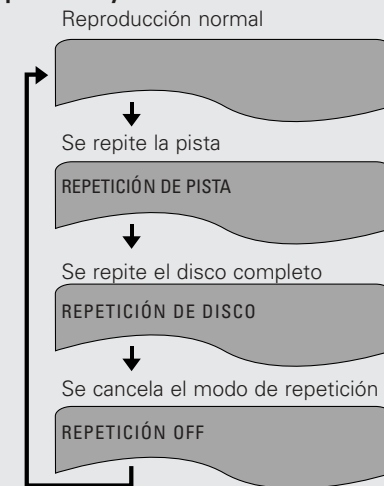 Reproducción normal
Se repite la pista
REPETICIÓN DE PISTA
Se repite el disco completo
REPETICIÓN DE DISCO
Se cancela el modo de repetición
REPETICIÓN OFF